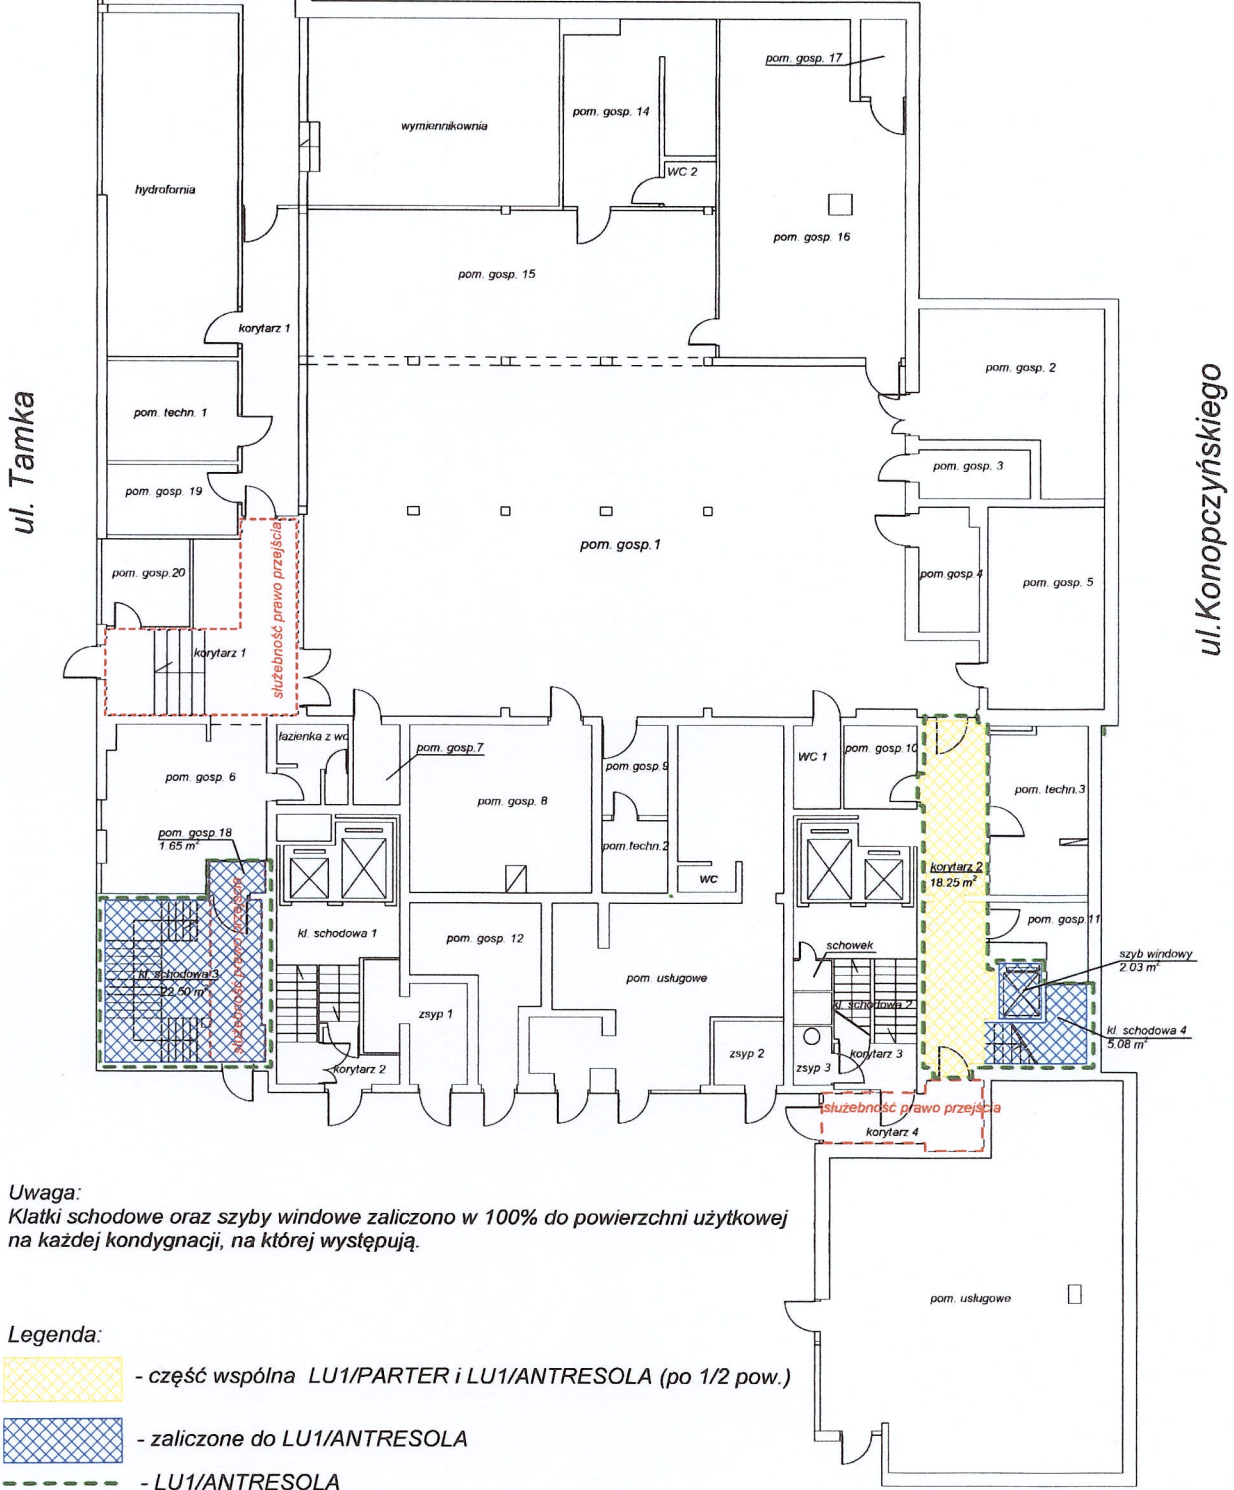 pom. gosp. 17
pom. gosp. 14
wymiennikownia
WC 2
hydrofornia
pom. gosp. 16
pom. gosp. 15
korytarz 1
pom. gosp. 2
ul. Tamka
ul.Konopczyńskiego
pom. techn. 1
pom. gosp. 3
pom. gosp. 19
pom. gosp.1
pom. gosp.20
pom.gosp.4
pom. gosp. 5
służebność prawo przejścia
korytarz 1
łazienka z wc
pom. gosp.7
pom. gosp.10
WC 1
pom. gosp.9
pom. gosp. 6
pom. techn.3
pom. gosp. 8
pom. gosp.18
1.65 m²
pom.techn.2
korytarz 2
18.25 m²
WC
pom. gosp.11
kl. schodowa 1
pom. gosp. 12
schowek
szyb windowy
2.03 m²
kl. schodowa3
22.50 m²
służebność prawo przejścia
pom. usługowe
kl. schodowa 2
zsyp 1
kl. schodowa 4
5.08 m²
zsyp 2
korytarz 3
zsyp 3
korytarz 2
służebność prawo przejścia
korytarz 4
Uwaga:
Klatki schodowe oraz szyby windowe zaliczono w 100% do powierzchni użytkowej
na każdej kondygnacji, na której występują.
pom. usługowe
Legenda:
- część wspólna LU1/PARTER i LU1/ANTRESOLA (po 1/2 pow.)
- zaliczone do LU1/ANTRESOLA
- LU1/ANTRESOLA